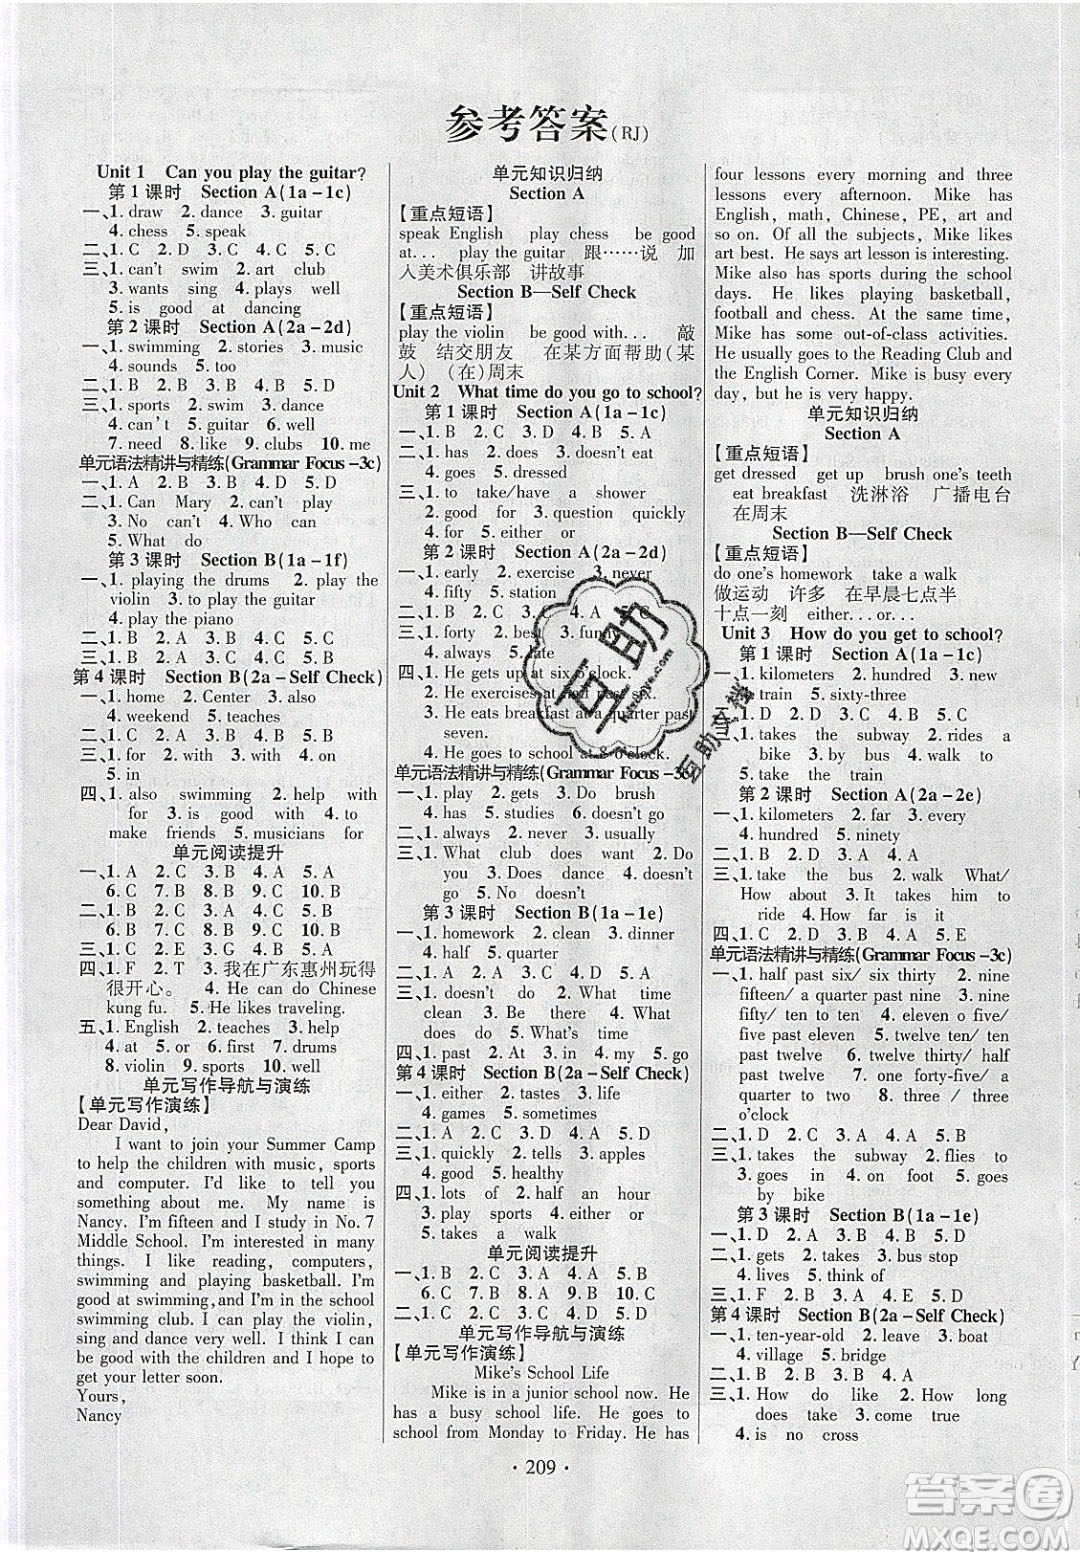 参考答案(RJ)
Unit 1 Can you play the guitar?
第1课时 Section A(1a-1c)
一、1. draw 2. dance 3. guitar
4. chess 5. speak
二、1. C 2. D 3. C 4. C 5. C
三、1. can't swim 2. art club
3. wants sing 4. plays well
5. is good at dancing
第2课时 Section A(2a-2d)
一、1. swimming 2. stories 3. music
4. sounds 5. too
二、1. D 2. B 3. C 4. C 5. A
三、1. sports 2. swim 3. dance
4. can't 5. guitar 6. well
7. need 8. like 9. clubs 10. me
单元语法精讲与精练(Grammar Focus-3c)
一、1. A 2. B 3. C 4. D 5. D
二、1. Can Mary 2. can't play
3. No can't 4. Who can
5. What do
第3课时 Section B(1a-1f)
一、1. playing the drums 2. play the
violin 3. to play the guitar
4. play the piano
二、1. B 2. A 3. B 4. C 5. B
三、1. C 2. B 3. B 4. A 5. B
第4课时 Section B(2a-Self Check)
一、1. home 2. Center 3. also
4. weekend 5. teaches
二、1. C 2. D 3. C 4. A 5. C
三、1. for 2. with 3. with 4. at
5. in
四、1. also swimming 2. help with
for 3. is good with 4. to
make friends 5. musicians for
单元阅读提升
一、1. A 2. C 3. B 4. A 5. A
6. C 7. B 8. C 9. C 10. B
二、1. B 2. C 3. A 4. A 5. C
6. B 7. B 8. A 9. B 10. B
三、1. C 2. E 3. G 4. D 5. A
四、1. F 2. T 3. 我在广东惠州玩得
很开心。 4. He can do Chinese
kung fu. 5. He likes traveling.
五、1. English 2. teaches 3. help
4. at 5. or 6. first 7. drums
8. violin 9. sports 10. well
单元写作导航与演练
【单元写作演练】
Dear David,
I want to join your Summer Camp
to help the children with music, sports
and computer. I'd like to tell you
something about me. My name is
Nancy. I'm fifteen and I study in No. 7
Middle School. I'm interested in many
things. I like reading, computers,
swimming and playing basketball. I'm
good at swimming, and I'm in the school
swimming club. I can play the violin,
sing and dance very well. I think I can
be good with the children and I hope to
get your letter soon.
Yours,
Nancy
单元知识归纳
Section A
【重点短语】
speak English play chess be good
at... play the guitar 跟……说 加
入美术俱乐部 讲故事
Section B—Self Check
【重点短语】
play the violin be good with... 敲
鼓 结交朋友 在某方面帮助(某
人) (在)周末
Unit 2 What time do you go to school?
第1课时 Section A(1a-1c)
一、1. B 2. C 3. D 4. A 5. B
二、1. has 2. does 3. doesn't eat
4. goes 5. dressed
三、1. to take/have a shower
2. good for 3. question quickly
4. for 5. either or
第2课时 Section A(2a-2d)
一、1. early 2. exercise 3. never
4. fifty 5. station
二、1. B 2. C 3. C 4. A 5. B
三、1. forty 2. best 3. funny
4. always 5. late
四、1. He gets up at six o'clock.
2. He exercises at half past six.
3. He eats breakfast at a quarter past
seven.
4. He goes to school at 8 o'clock.
单元语法精讲与精练(Grammar Focus-3c)
一、1. play 2. gets 3. Do brush
4. has 5. studies 6. doesn't go
二、1. always 2. never 3. usually
三、1. What club does want 2. Do
you 3. Does dance 4. doesn't
go 5. No doesn't
第3课时 Section B(1a-1e)
一、1. homework 2. clean 3. dinner
4. half 5. quarter
二、1. C 2. A 3. B 4. A 5. A
三、1. doesn't do 2. What time
clean 3. Be there 4. What
does do 5. What's time
四、1. past 2. At 3. in 4. my 5. go
第4课时 Section B(2a-Self Check)
一、1. either 2. tastes 3. life
4. games 5. sometimes
二、1. C 2. A 3. D 4. D 5. D
三、1. quickly 2. tells 3. apples
4. good 5. healthy
四、1. lots of 2. half an hour
3. play sports 4. either or
5. takes a walk
单元阅读提升
一、1. B 2. C 3. A 4. A 5. B
6. C 7. B 8. A 9. B 10. C
二、1. C 2. C 3. D 4. B 5. D
单元写作导航与演练
【单元写作演练】
Mike's School Life
Mike is in a junior school now. He
has a busy school life. He goes to
school from Monday to Friday. He has
four lessons every morning and three
lessons every afternoon. Mike has
English, math, Chinese, PE, art and
music. Of all the subjects, Mike likes
art best. He says art lesson is interesting.
Mike also has sports during the school
days. He likes playing basketball,
football and chess. At the same time,
Mike has some out-of-class activities.
He usually goes to the Reading Club and
the English Corner. Mike is busy every
day, but he is very happy.
单元知识归纳
Section A
【重点短语】
get dressed get up brush one's teeth
eat breakfast 洗淋浴 广播电台
在周末
Section B—Self Check
【重点短语】
do one's homework take a walk
做运动 许多 在早晨七点半
十点一刻 either...or...
Unit 3 How do you get to school?
第1课时 Section A(1a-1c)
一、1. kilometers 2. hundred 3. new
4. train 5. sixty-three
二、1. D 2. D 3. C 4. A 5. C
三、1. takes the subway 2. rides a
bike 3. by bus 4. walk to
5. take the train
第2课时 Section A(2a-2e)
一、1. kilometers 2. minutes 3. far
4. hundred 5. ninety
二、1. C 2. B 3. C 4. A 5. A
三、1. take the bus 2. walk What/
How about 3. It takes him to
ride 4. How far is it
四、1. C 2. D 3. B 4. A 5. E
单元语法精讲与精练(Grammar Focus-3c)
一、1. half past six/ six thirty 2. nine
fifteen/ a quarter past nine 3. nine
fifty/ ten to ten 4. eleven o five/
five past eleven 5. twelve ten/ ten
past twelve 6. twelve thirty/ half
past twelve 7. one forty-five/ a
quarter to two 8. three / three
o'clock
二、1. D 2. D 3. A 4. C 5. B
三、1. takes the subway 2. flies to
3. goes in 4. on foot 5. goes
by bike
第3课时 Section B(1a-1e)
一、1. D 2. A 3. B 4. C 5. D
二、1. gets 2. takes 3. bus stop
4. lives 5. think of
三、1. F 2. B 3. D 4. A 5. E
第4课时 Section B(2a-Self Check)
一、1. ten-year-old 2. leave 3. boat
4. village 5. bridge
二、1. C 2. A 3. D 4. B 5. B
三、1. How does like 2. How long
does take 3. come true
4. is no cross
· 209 ·
互助
互助文档
答案圈
MXQE.COM